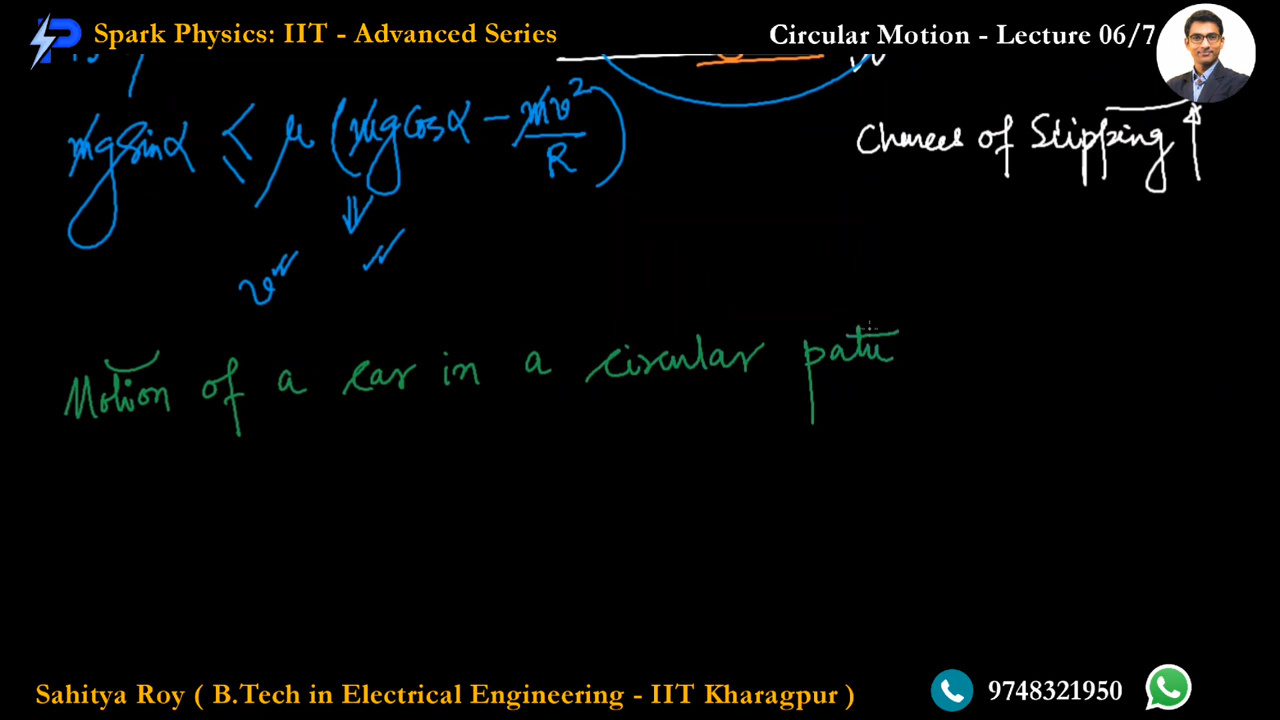 Spark Physics: IIT - Advanced Series
Circular Motion - Lecture 06/7
mg sinα ≤ μ (mg cosα - mv²/R)
Chances of Slipping ↑
v
Motion of a car in a circular path
Sahitya Roy ( B.Tech in Electrical Engineering - IIT Kharagpur )
9748321950